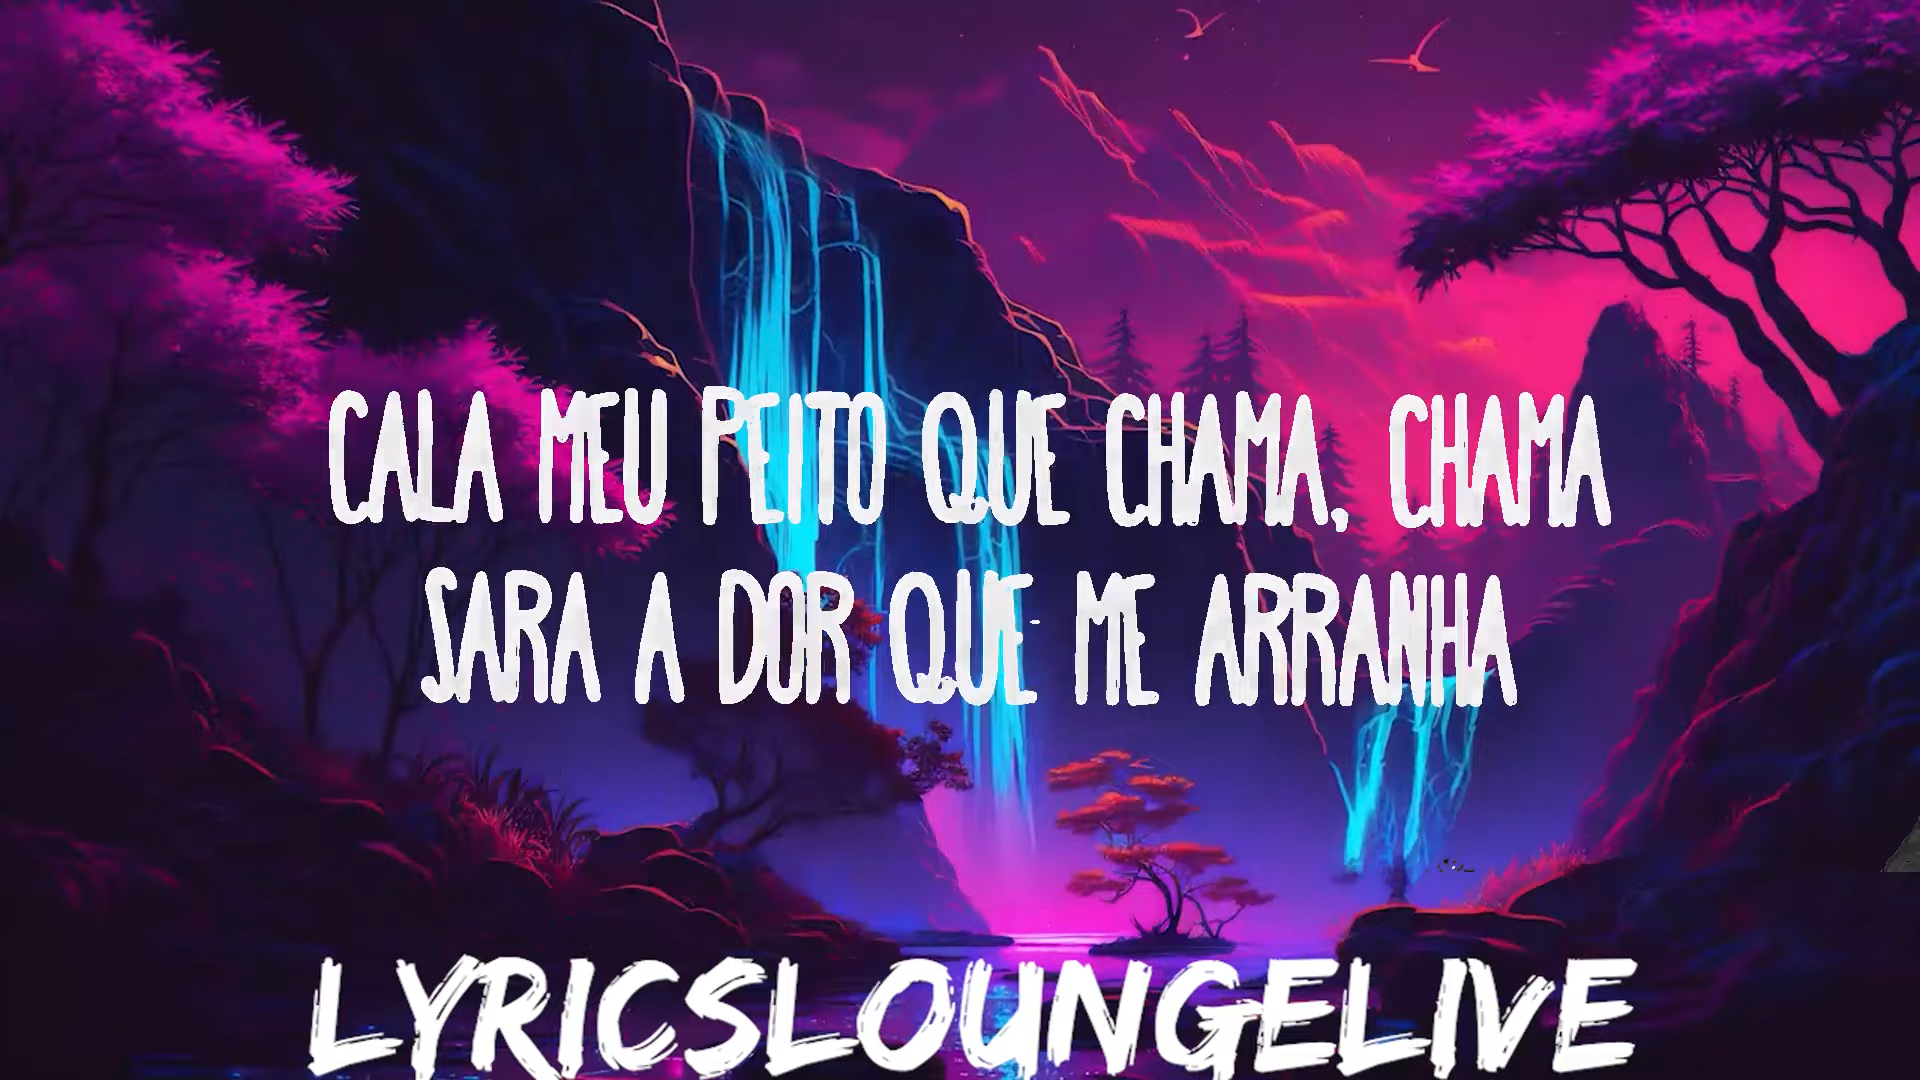 CALA MEU PEITO QUE CHAMA, CHAMA
SARA A DOR QUE ME ARRANHA
LYRICSLOUNGELIVE